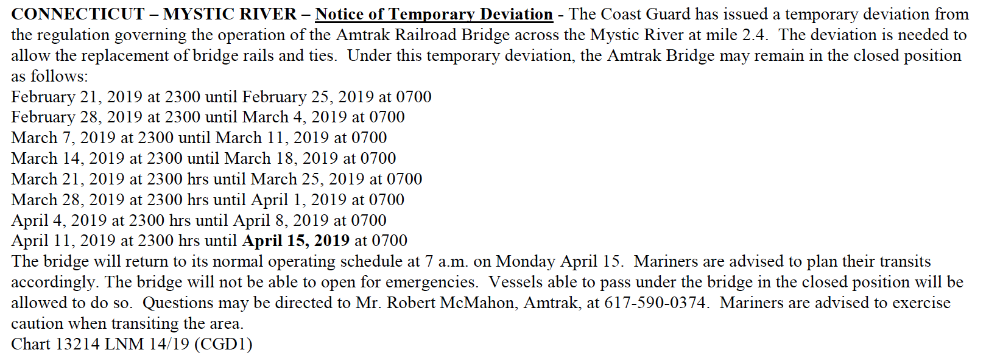 CONNECTICUT – MYSTIC RIVER – Notice of Temporary Deviation - The Coast Guard has issued a temporary deviation from
the regulation governing the operation of the Amtrak Railroad Bridge across the Mystic River at mile 2.4.  The deviation is needed to
allow the replacement of bridge rails and ties.  Under this temporary deviation, the Amtrak Bridge may remain in the closed position
as follows:
February 21, 2019 at 2300 until February 25, 2019 at 0700
February 28, 2019 at 2300 until March 4, 2019 at 0700
March 7, 2019 at 2300 until March 11, 2019 at 0700
March 14, 2019 at 2300 until March 18, 2019 at 0700
March 21, 2019 at 2300 hrs until March 25, 2019 at 0700
March 28, 2019 at 2300 hrs until April 1, 2019 at 0700
April 4, 2019 at 2300 hrs until April 8, 2019 at 0700
April 11, 2019 at 2300 hrs until April 15, 2019 at 0700
The bridge will return to its normal operating schedule at 7 a.m. on Monday April 15.  Mariners are advised to plan their transits
accordingly. The bridge will not be able to open for emergencies.  Vessels able to pass under the bridge in the closed position will be
allowed to do so.  Questions may be directed to Mr. Robert McMahon, Amtrak, at 617-590-0374.  Mariners are advised to exercise
caution when transiting the area.
Chart 13214 LNM 14/19 (CGD1)